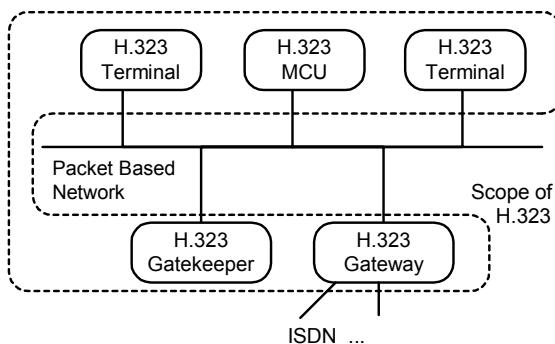 H.323
Terminal
H.323
MCU
H.323
Terminal
Packet Based
Network
Scope of
H.323
H.323
Gatekeeper
H.323
Gateway
ISDN ...